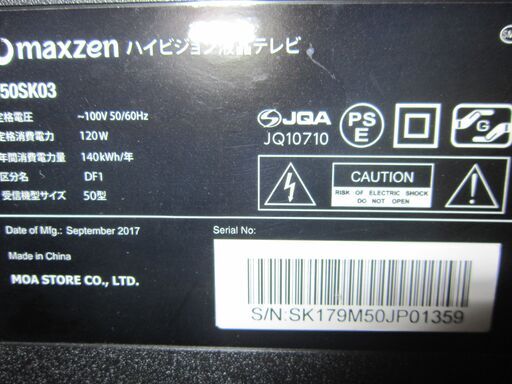 maxzen ハイビジョン液晶テレビ
50SK03
定格電圧 ~100V 50/60Hz
定格消費電力 120W
年間消費電力量 140kWh/年
区分名 DF1
受信機型サイズ 50型
JQA
JQ10710
PS
E
G
CAUTION
RISK OF ELECTRIC SHOCK
DO NOT OPEN
Date of Mfg.: September 2017
Made in China
MOA STORE CO., LTD.
Serial No:
S/N:SK179M50JP01359